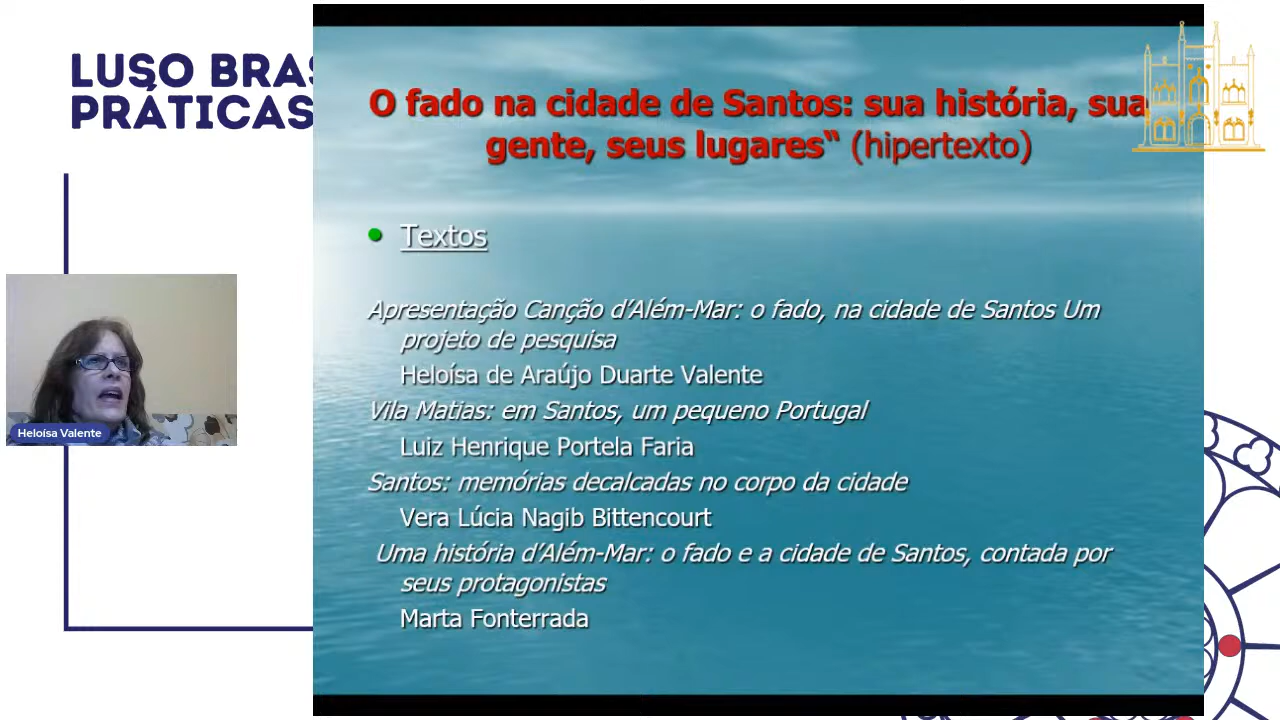 LUSO BRAS
PRÁTICAS
O fado na cidade de Santos: sua história, sua
gente, seus lugares“ (hipertexto)
• Textos
Apresentação Canção d’Além-Mar: o fado, na cidade de Santos Um
projeto de pesquisa
Heloísa de Araújo Duarte Valente
Vila Matias: em Santos, um pequeno Portugal
Luiz Henrique Portela Faria
Santos: memórias decalcadas no corpo da cidade
Vera Lúcia Nagib Bittencourt
Uma história d’Além-Mar: o fado e a cidade de Santos, contada por
seus protagonistas
Marta Fonterrada
Heloísa Valente